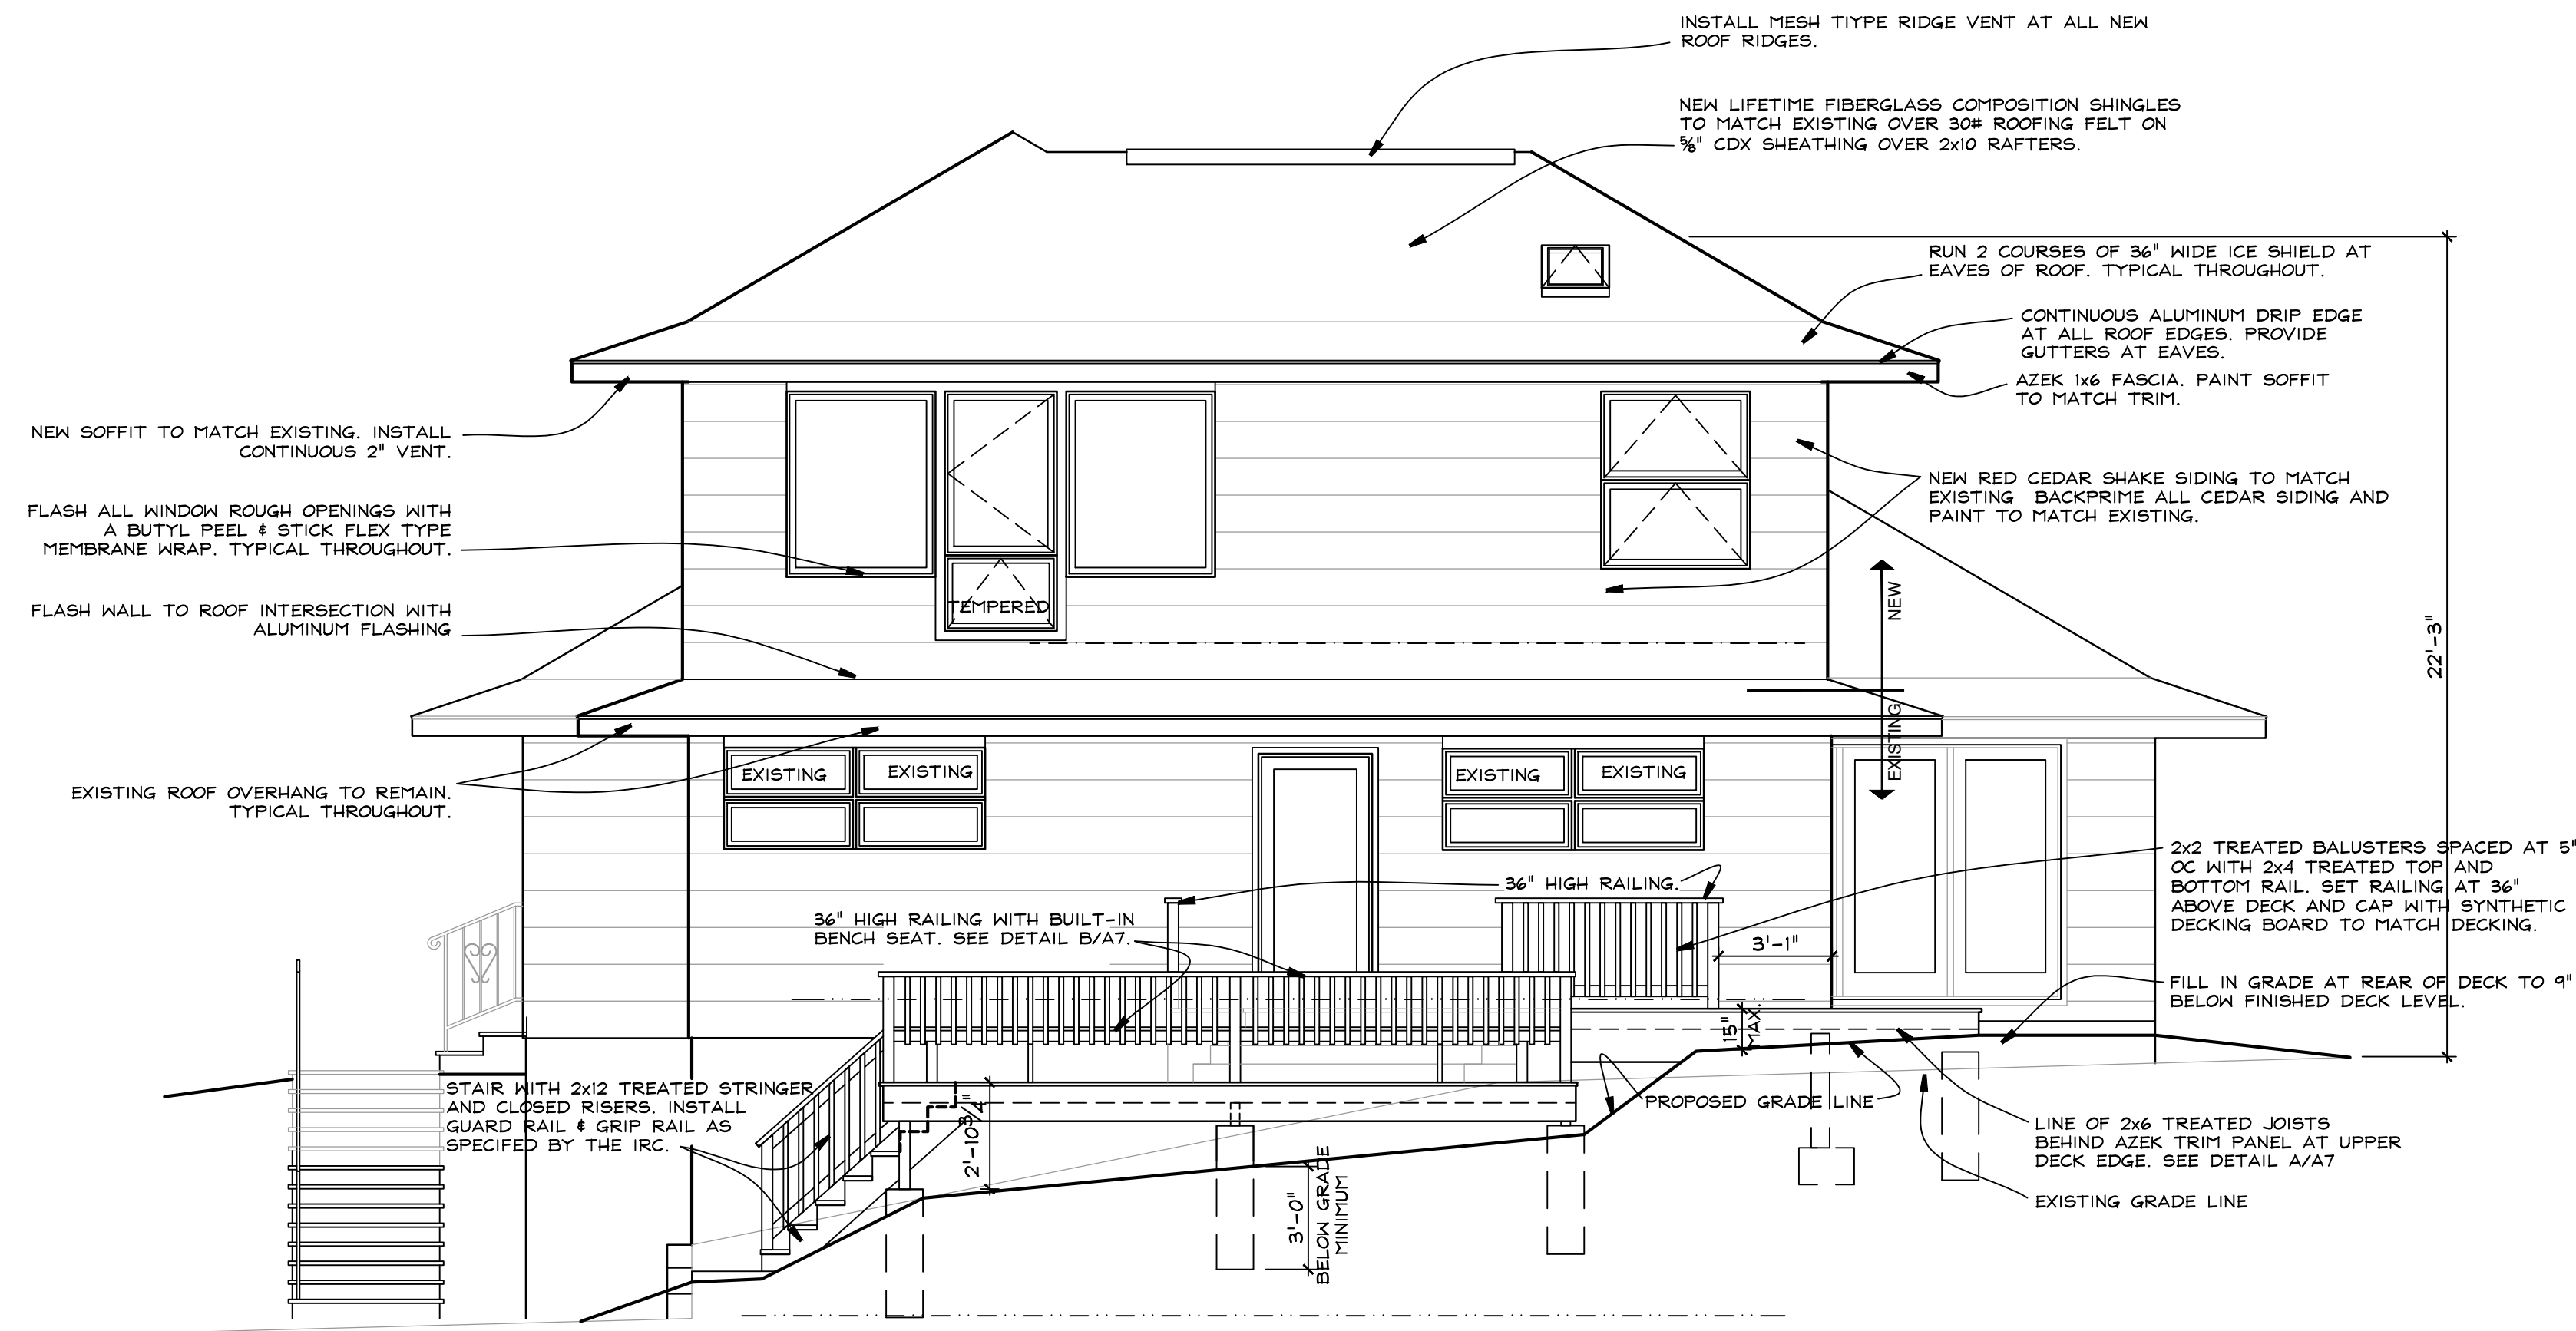 INSTALL MESH TIYPE RIDGE VENT AT ALL NEW
ROOF RIDGES.
NEW LIFETIME FIBERGLASS COMPOSITION SHINGLES
TO MATCH EXISTING OVER 30# ROOFING FELT ON
⅝" CDX SHEATHING OVER 2x10 RAFTERS.
RUN 2 COURSES OF 36" WIDE ICE SHIELD AT
EAVES OF ROOF. TYPICAL THROUGHOUT.
CONTINUOUS ALUMINUM DRIP EDGE
AT ALL ROOF EDGES. PROVIDE
GUTTERS AT EAVES.
AZEK 1x6 FASCIA. PAINT SOFFIT
TO MATCH TRIM.
NEW SOFFIT TO MATCH EXISTING. INSTALL
CONTINUOUS 2" VENT.
NEW RED CEDAR SHAKE SIDING TO MATCH
EXISTING BACKPRIME ALL CEDAR SIDING AND
PAINT TO MATCH EXISTING.
FLASH ALL WINDOW ROUGH OPENINGS WITH
A BUTYL PEEL & STICK FLEX TYPE
MEMBRANE WRAP. TYPICAL THROUGHOUT.
FLASH WALL TO ROOF INTERSECTION WITH
ALUMINUM FLASHING
TEMPERED
NEW
EXISTING
22'-3"
EXISTING ROOF OVERHANG TO REMAIN.
TYPICAL THROUGHOUT.
EXISTING
EXISTING
EXISTING
EXISTING
2x2 TREATED BALUSTERS SPACED AT 5"
OC WITH 2x4 TREATED TOP AND
BOTTOM RAIL. SET RAILING AT 36"
ABOVE DECK AND CAP WITH SYNTHETIC
DECKING BOARD TO MATCH DECKING.
36" HIGH RAILING.
36" HIGH RAILING WITH BUILT-IN
BENCH SEAT. SEE DETAIL B/A7.
3'-1"
FILL IN GRADE AT REAR OF DECK TO 9"
BELOW FINISHED DECK LEVEL.
15"
MAX.
STAIR WITH 2x12 TREATED STRINGER
AND CLOSED RISERS. INSTALL
GUARD RAIL & GRIP RAIL AS
SPECIFED BY THE IRC.
2'-10¾"
PROPOSED GRADE LINE
LINE OF 2x6 TREATED JOISTS
BEHIND AZEK TRIM PANEL AT UPPER
DECK EDGE. SEE DETAIL A/A7
EXISTING GRADE LINE
3'-0"
BELOW GRADE
MINIMUM